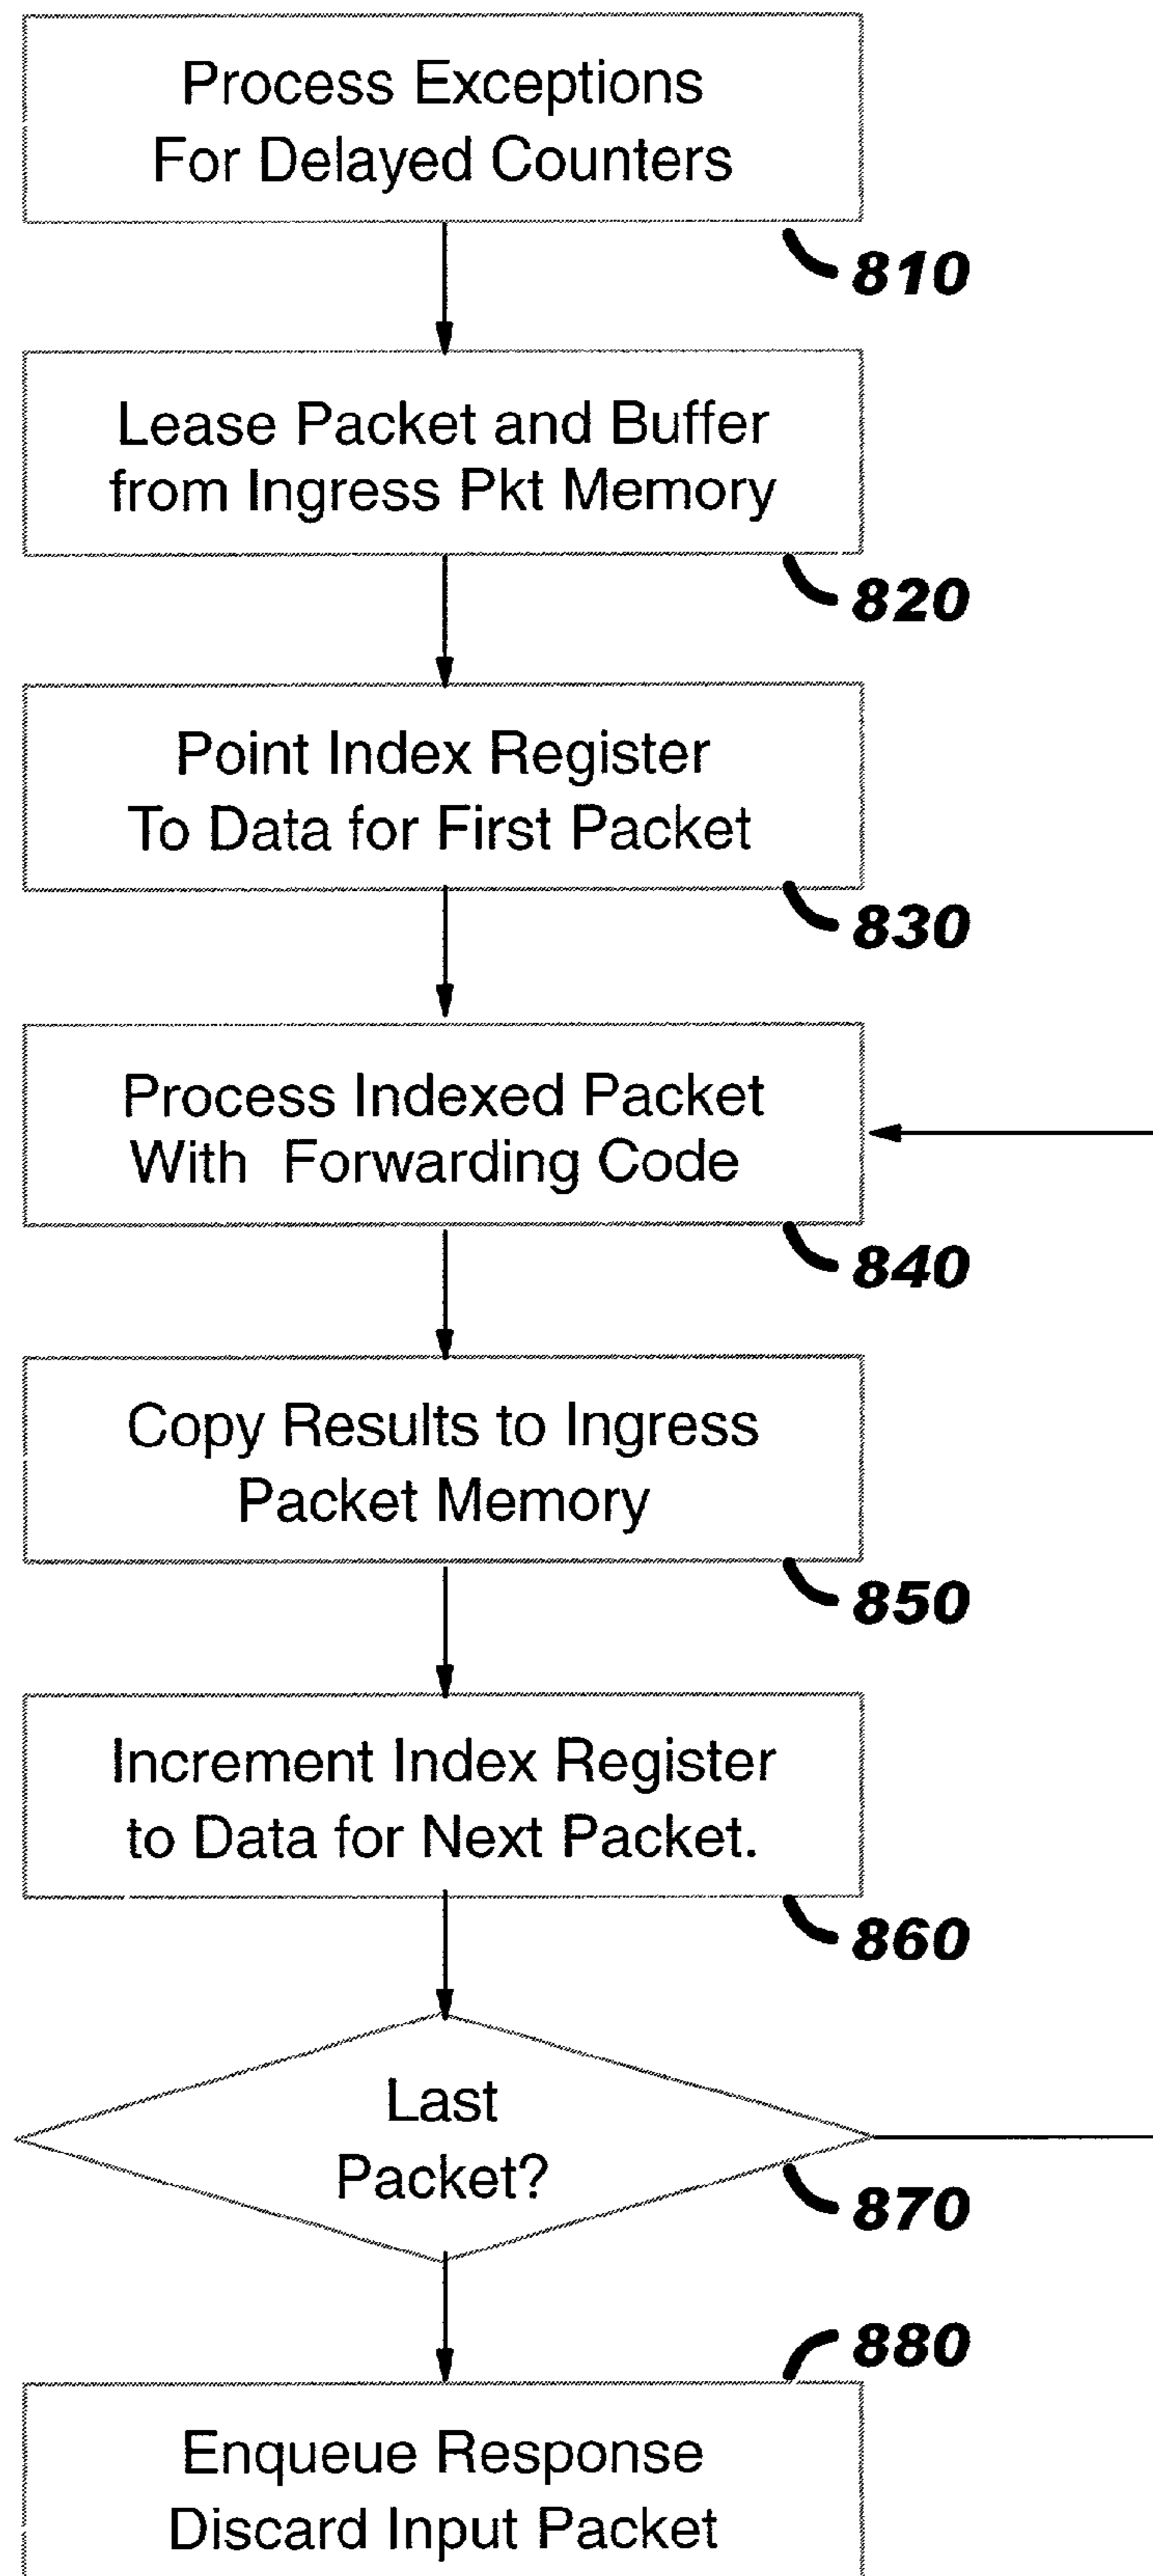 Process Exceptions
For Delayed Counters
810
Lease Packet and Buffer
from Ingress Pkt Memory
820
Point Index Register
To Data for First Packet
830
Process Indexed Packet
With Forwarding Code
840
Copy Results to Ingress
Packet Memory
850
Increment Index Register
to Data for Next Packet.
860
Last
Packet?
870
880
Enqueue Response
Discard Input Packet